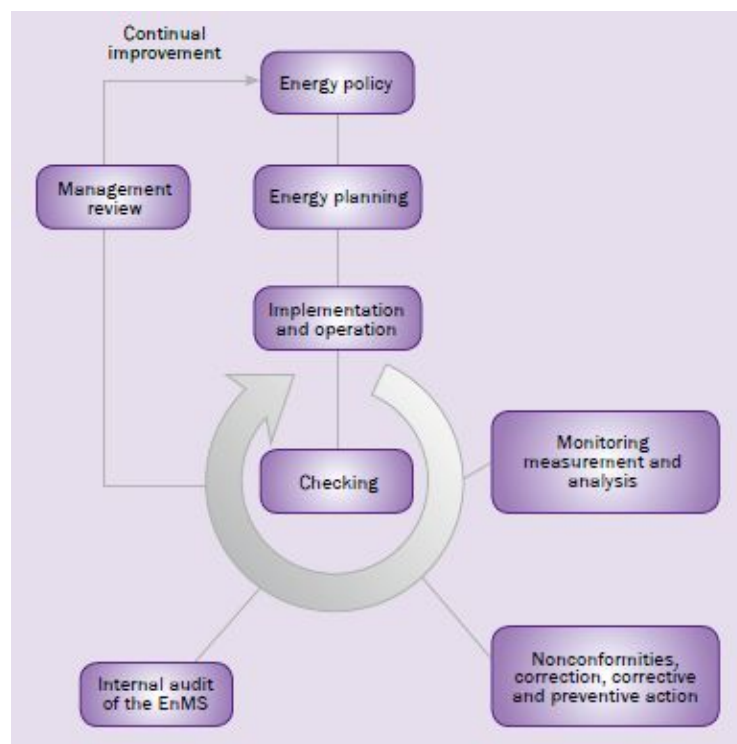 Continual
improvement
Energy policy
Management
review
Energy planning
Implementation
and operation
Checking
Monitoring
measurement and
analysis
Internal audit
of the EnMS
Nonconformities,
correction, corrective
and preventive action